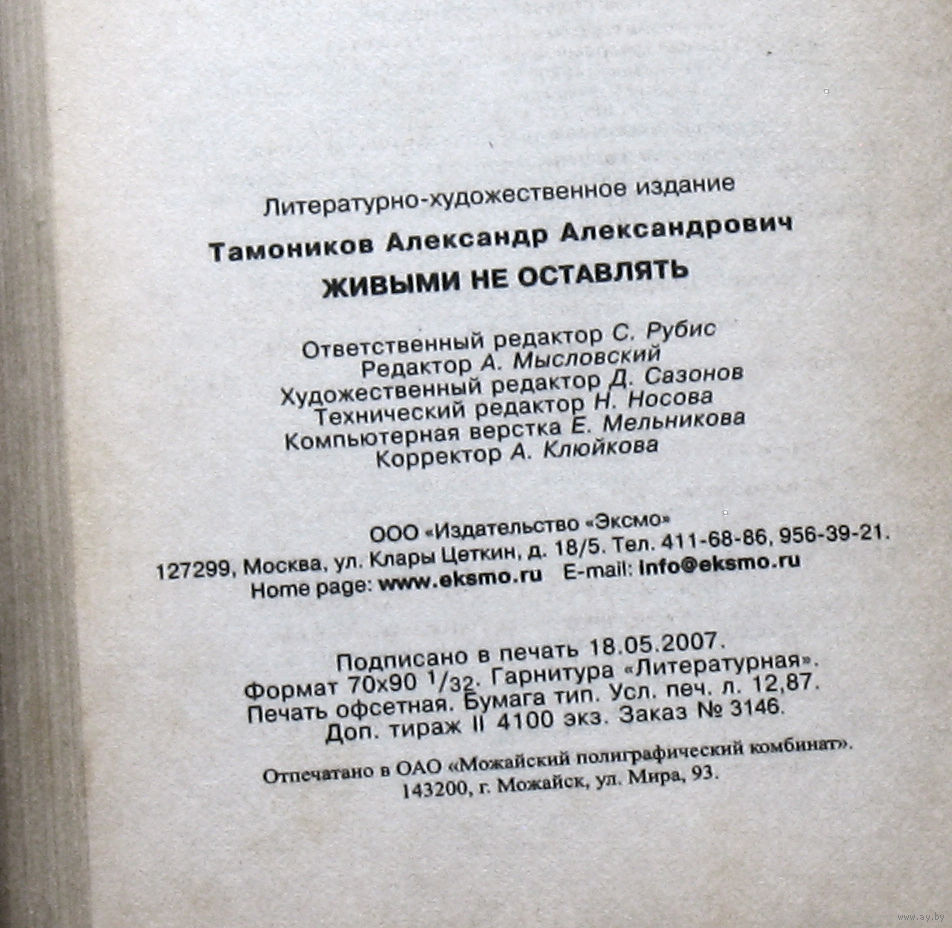 Литературно-художественное издание
Тамоников Александр Александрович
ЖИВЫМИ НЕ ОСТАВЛЯТЬ
Ответственный редактор С. Рубис
Редактор А. Мысловский
Художественный редактор Д. Сазонов
Технический редактор Н. Носова
Компьютерная верстка Е. Мельникова
Корректор А. Клюйкова
ООО «Издательство «Эксмо»
127299, Москва, ул. Клары Цеткин, д. 18/5. Тел. 411-68-86, 956-39-21.
Home page: www.eksmo.ru E-mail: info@eksmo.ru
Подписано в печать 18.05.2007.
Формат 70x90 1/32. Гарнитура «Литературная».
Печать офсетная. Бумага тип. Усл. печ. л. 12,87.
Доп. тираж II 4100 экз. Заказ № 3146.
Отпечатано в ОАО «Можайский полиграфический комбинат».
143200, г. Можайск, ул. Мира, 93.
www.ay.by